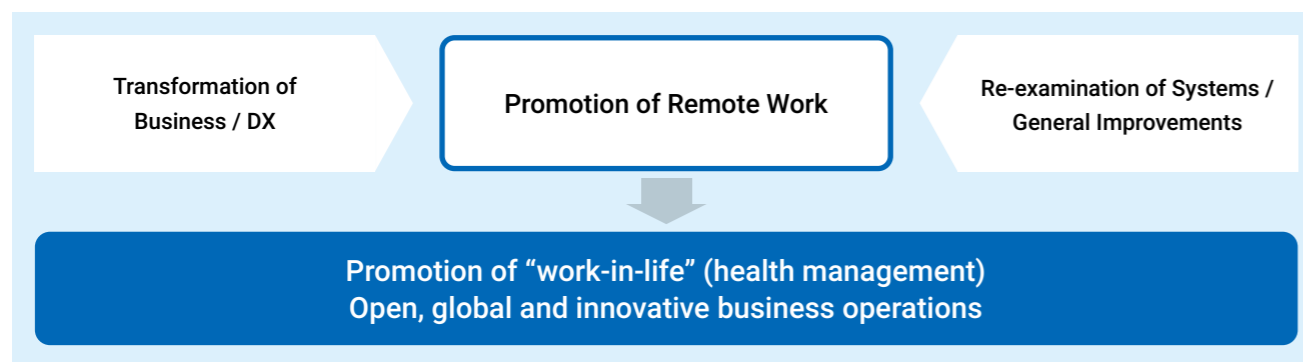 Transformation of
Business / DX
Promotion of Remote Work
Re-examination of Systems /
General Improvements
Promotion of “work-in-life” (health management)
Open, global and innovative business operations